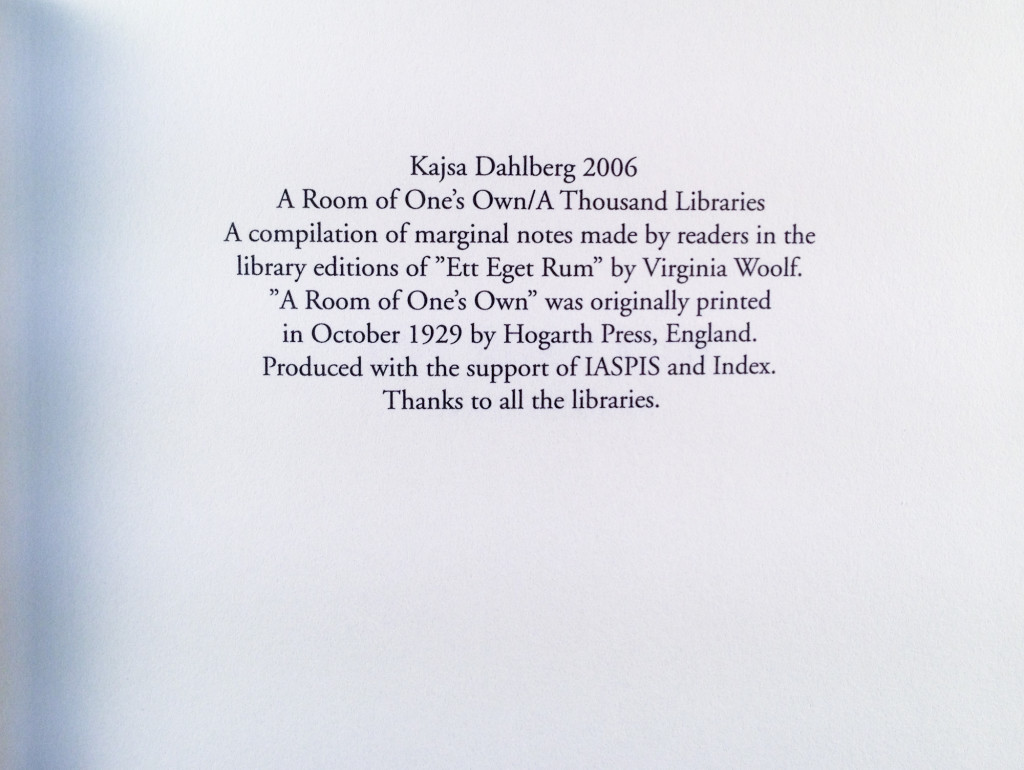 Kajsa Dahlberg 2006
A Room of One’s Own/A Thousand Libraries
A compilation of marginal notes made by readers in the
library editions of ”Ett Eget Rum” by Virginia Woolf.
”A Room of One’s Own” was originally printed
in October 1929 by Hogarth Press, England.
Produced with the support of IASPIS and Index.
Thanks to all the libraries.